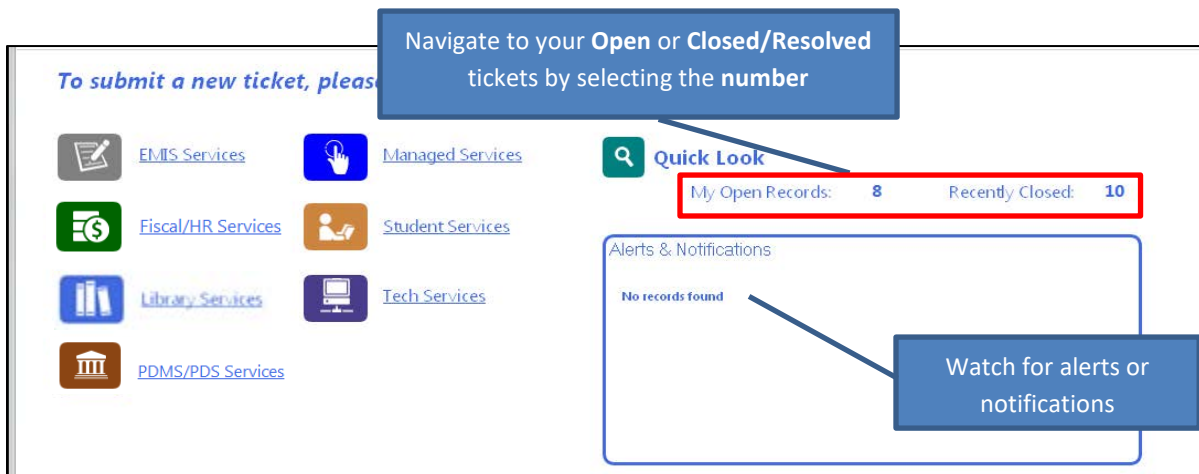 Navigate to your Open or Closed/Resolved
tickets by selecting the number
To submit a new ticket, pleas
EMIS Services
Managed Services
Quick Look
My Open Records: 8 Recently Closed: 10
Fiscal/HR Services
Student Services
Alerts & Notifications
Library Services
Tech Services
No records found
PDMS/PDS Services
Watch for alerts or
notifications